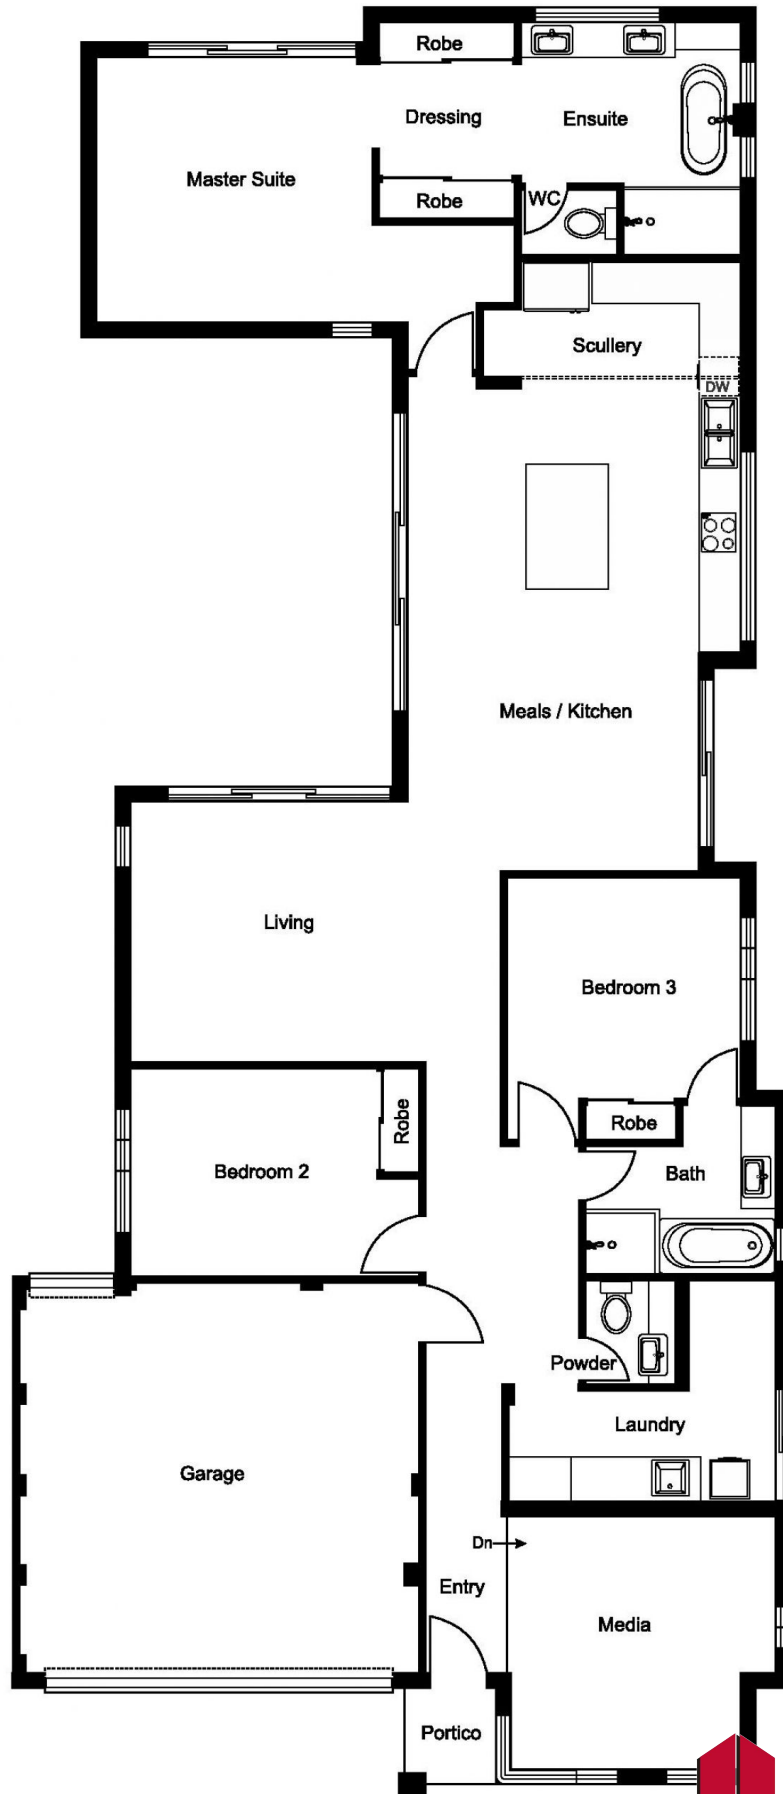 Robe
Dressing
Ensuite
Master Suite
Robe
WC
Scullery
DW
Meals / Kitchen
Living
Bedroom 3
Robe
Robe
Bedroom 2
Bath
Powder
Laundry
Garage
Dn
Entry
Media
Portico